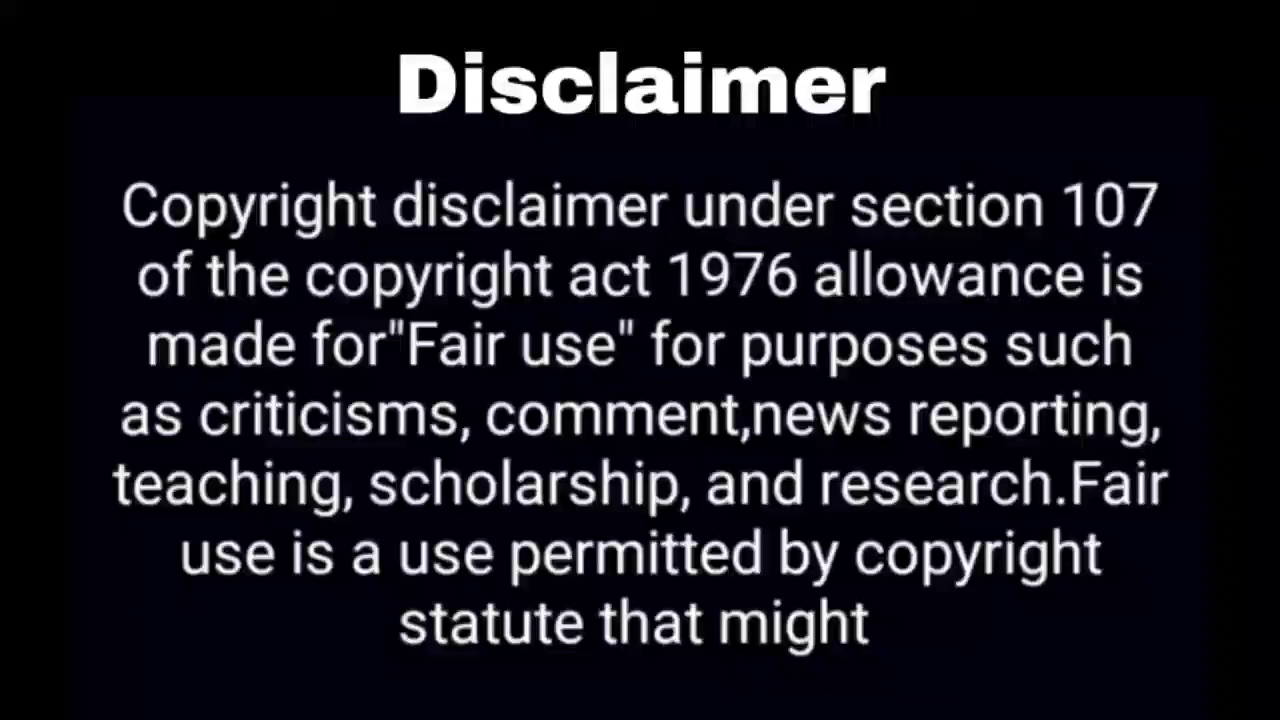 Disclaimer
Copyright disclaimer under section 107
of the copyright act 1976 allowance is
made for"Fair use" for purposes such
as criticisms, comment,news reporting,
teaching, scholarship, and research.Fair
use is a use permitted by copyright
statute that might